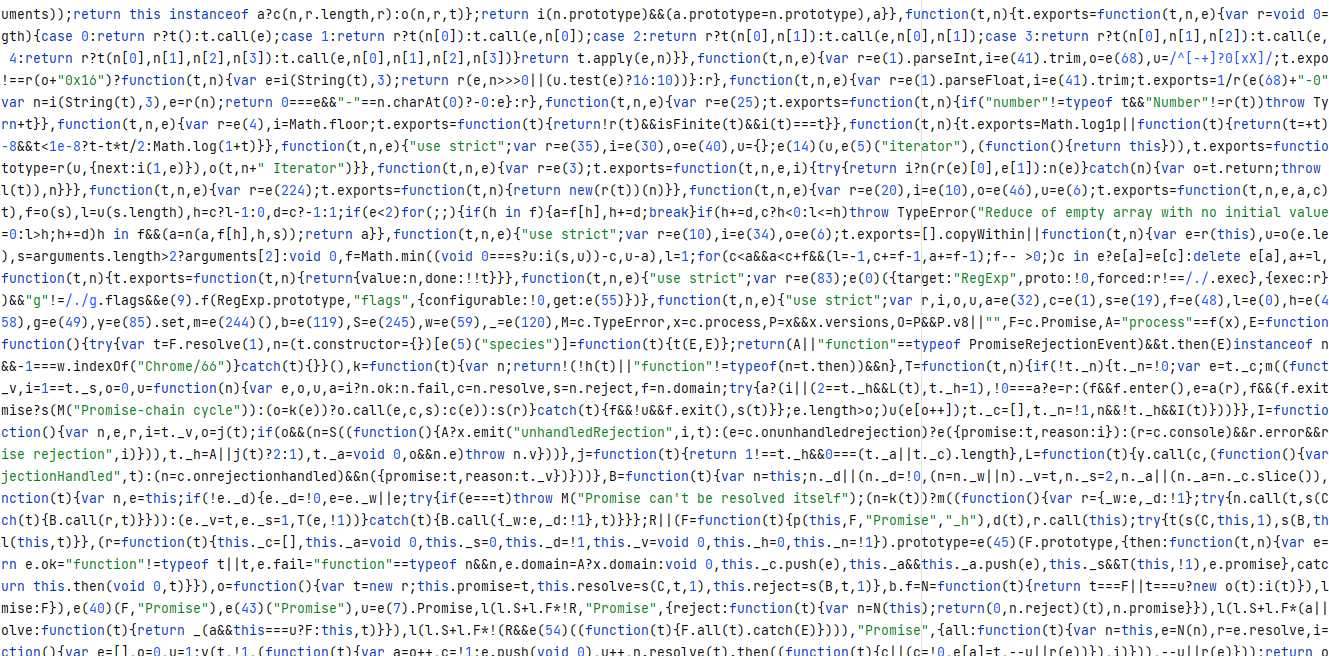 uments));return this instanceof a?c(n,r.length,r):o(n,r,t)};return i(n.prototype)&&(a.prototype=n.prototype),a}},function(t,n){t.exports=function(t,n,e){var r=void 0=
gth){case 0:return r?t():t.call(e);case 1:return r?t(n[0]):t.call(e,n[0]);case 2:return r?t(n[0],n[1]):t.call(e,n[0],n[1]);case 3:return r?t(n[0],n[1],n[2]):t.call(e,
4:return r?t(n[0],n[1],n[2],n[3]):t.call(e,n[0],n[1],n[2],n[3])}return t.apply(e,n)}},function(t,n,e){var r=e(1).parseInt,i=e(41).trim,o=e(68),u=/^[-+]?0[xX]/;t.expo
!==r(o+"0x16")?function(t,n){var e=i(String(t),3);return r(e,n>>>0||(u.test(e)?16:10))}:r},function(t,n,e){var r=e(1).parseFloat,i=e(41).trim;t.exports=1/r(e(68)+"-0"
var n=i(String(t),3),e=r(n);return 0===e&&"-"==n.charAt(0)?-0:e}:r},function(t,n,e){var r=e(25);t.exports=function(t,n){if("number"!=typeof t&&"Number"!=r(t))throw Ty
rn+t}},function(t,n,e){var r=e(4),i=Math.floor;t.exports=function(t){return!r(t)&&isFinite(t)&&i(t)===t}},function(t,n){t.exports=Math.log1p||function(t){return(t=+t)
-8&&t<1e-8?t-t*t/2:Math.log(1+t)}},function(t,n,e){"use strict";var r=e(35),i=e(30),o=e(40),u={};e(14)(u,e(5)("iterator"),(function(){return this})),t.exports=functio
totype=r(u,{next:i(1,e)}),o(t,n+" Iterator")}},function(t,n,e){var r=e(3);t.exports=function(t,n,e,i){try{return i?n(r(e)[0],e[1]):n(e)}catch(n){var o=t.return;throw
l(t)),n}}},function(t,n,e){var r=e(224);t.exports=function(t,n){return new(r(t))(n)}},function(t,n,e){var r=e(20),i=e(10),o=e(46),u=e(6);t.exports=function(t,n,e,a,c)
t),f=o(s),l=u(s.length),h=c?l-1:0,d=c?-1:1;if(e<2)for(;;){if(h in f){a=f[h],h+=d;break}if(h+=d,c?h<0:l<=h)throw TypeError("Reduce of empty array with no initial value
=0:l>h;h+=d)h in f&&(a=n(a,f[h],h,s));return a}},function(t,n,e){"use strict";var r=e(10),i=e(34),o=e(6);t.exports=[].copyWithin||function(t,n){var e=r(this),u=o(e.le
),s=arguments.length>2?arguments[2]:void 0,f=Math.min((void 0===s?u:i(s,u))-c,u-a),l=1;for(c<a&&a<c+f&&(l=-1,c+=f-1,a+=f-1);f-- >0;)c in e?e[a]=e[c]:delete e[a],a+=l,
function(t,n){t.exports=function(t,n){return{value:n,done:!!t}}},function(t,n,e){"use strict";var r=e(83);e(0)({target:"RegExp",proto:!0,forced:r!==/./.exec},{exec:r}
)&&"g"!=/./g.flags&&e(9).f(RegExp.prototype,"flags",{configurable:!0,get:e(55)})},function(t,n,e){"use strict";var r,i,o,u,a=e(32),c=e(1),s=e(19),f=e(48),l=e(0),h=e(4
58),g=e(49),y=e(85).set,m=e(244)(),b=e(119),S=e(245),w=e(59),_=e(120),M=c.TypeError,x=c.process,P=x&&x.versions,O=P&&P.v8||"",F=c.Promise,A="process"==f(x),E=function
function(){try{var t=F.resolve(1),n=(t.constructor={})[e(5)("species")]=function(t){t(E,E)};return(A||"function"==typeof PromiseRejectionEvent)&&t.then(E)instanceof n
&&-1===w.indexOf("Chrome/66")}catch(t){}}(),k=function(t){var n;return!(!h(t)||"function"!=typeof(n=t.then))&&n},T=function(t,n){if(!t._n){t._n=!0;var e=t._c;m((funct
_v,i=1==t._s,o=0,u=function(n){var e,o,u,a=i?n.ok:n.fail,c=n.resolve,s=n.reject,f=n.domain;try{a?(i||(2==t._h&&L(t),t._h=1),!0===a?e=r:(f&&f.enter(),e=a(r),f&&(f.exit
mise?s(M("Promise-chain cycle")):(o=k(e))?o.call(e,c,s):c(e)):s(r)}catch(t){f&&!u&&f.exit(),s(t)}};e.length>o;)u(e[o++]);t._c=[],t._n=!1,n&&!t._h&&I(t)}))}},I=functio
ction(){var n,e,r,i=t._v,o=j(t);if(o&&(n=S((function(){A?x.emit("unhandledRejection",i,t):(e=c.onunhandledrejection)?e({promise:t,reason:i}):(r=c.console)&&r.error&&r
ise rejection",i)})),t._h=A||j(t)?2:1),t._a=void 0,o&&n.e)throw n.v}))},j=function(t){return 1!==t._h&&0===(t._a||t._c).length},L=function(t){y.call(c,(function(){var
jectionHandled",t):(n=c.onrejectionhandled)&&n({promise:t,reason:t._v})}))},B=function(t){var n=this;n._d||(n._d=!0,(n=n._w||n)._v=t,n._s=2,n._a||(n._a=n._c.slice()),
nction(t){var n,e=this;if(!e._d){e._d=!0,e=e._w||e;try{if(e===t)throw M("Promise can't be resolved itself");(n=k(t))?m((function(){var r={_w:e,_d:!1};try{n.call(t,s(C
ch(t){B.call(r,t)}})):(e._v=t,e._s=1,T(e,!1))}catch(t){B.call({_w:e,_d:!1},t)}}};R||(F=function(t){p(this,F,"Promise","_h"),d(t),r.call(this);try{t(s(C,this,1),s(B,th
l(this,t)}},(r=function(t){this._c=[],this._a=void 0,this._s=0,this._d=!1,this._v=void 0,this._h=0,this._n=!1}).prototype=e(45)(F.prototype,{then:function(t,n){var e=
rn e.ok="function"!=typeof t||t,e.fail="function"==typeof n&&n,e.domain=A?x.domain:void 0,this._c.push(e),this._a&&this._a.push(e),this._s&&T(this,!1),e.promise},catc
urn this.then(void 0,t)}}),o=function(){var t=new r;this.promise=t,this.resolve=s(C,t,1),this.reject=s(B,t,1)},b.f=N=function(t){return t===F||t===u?new o(t):i(t)}),l
mise:F}),e(40)(F,"Promise"),e(43)("Promise"),u=e(7).Promise,l(l.S+l.F*!R,"Promise",{reject:function(t){var n=N(this);return(0,n.reject)(t),n.promise}}),l(l.S+l.F*(a||
olve:function(t){return _(a&&this===u?F:this,t)}}),l(l.S+l.F*!(R&&e(54)((function(t){F.all(t).catch(E)}))),"Promise",{all:function(t){var n=this,e=N(n),r=e.resolve,i=
ction(){var e=[],o=0,u=1;v(t,!1,(function(t){var a=o++,c=!1;e.push(void 0),u++,n.resolve(t).then((function(t){c||(c=!0,e[a]=t,--u||r(e))}),i)})),--u||r(e)}));return o